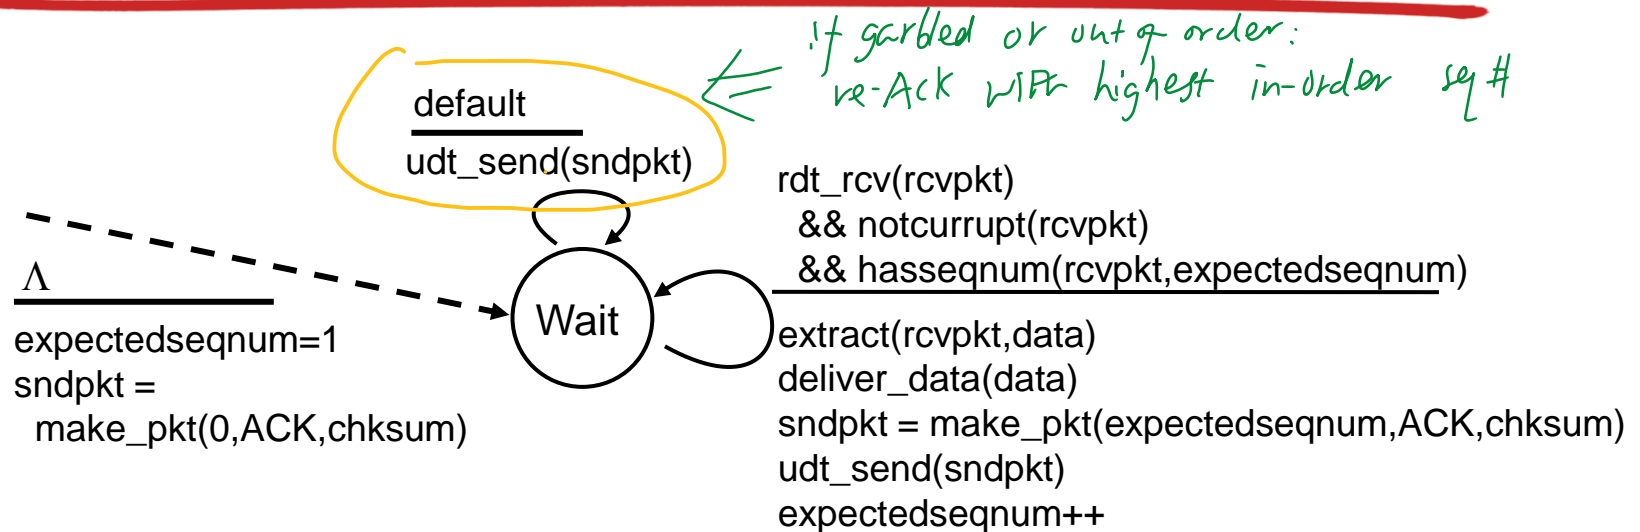 if garbled or out of order:
re-Ack with highest in-order seq #
default
udt_send(sndpkt)
rdt_rcv(rcvpkt)
&& notcurrupt(rcvpkt)
&& hasseqnum(rcvpkt,expectedseqnum)
Λ
expectedseqnum=1
sndpkt =
make_pkt(0,ACK,chksum)
Wait
extract(rcvpkt,data)
deliver_data(data)
sndpkt = make_pkt(expectedseqnum,ACK,chksum)
udt_send(sndpkt)
expectedseqnum++